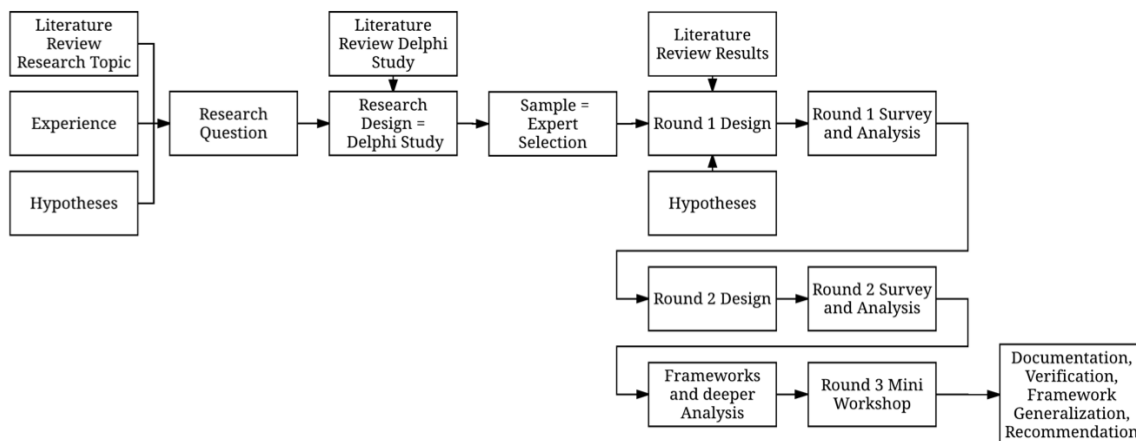 Literature
Review
Research Topic
Experience
Hypotheses
Research
Question
Literature
Review Delphi
Study
Research
Design =
Delphi Study
Sample =
Expert
Selection
Literature
Review Results
Round 1 Design
Hypotheses
Round 1 Survey
and Analysis
Round 2 Design
Round 2 Survey
and Analysis
Frameworks
and deeper
Analysis
Round 3 Mini
Workshop
Documentation,
Verification,
Framework
Generalization,
Recommendation